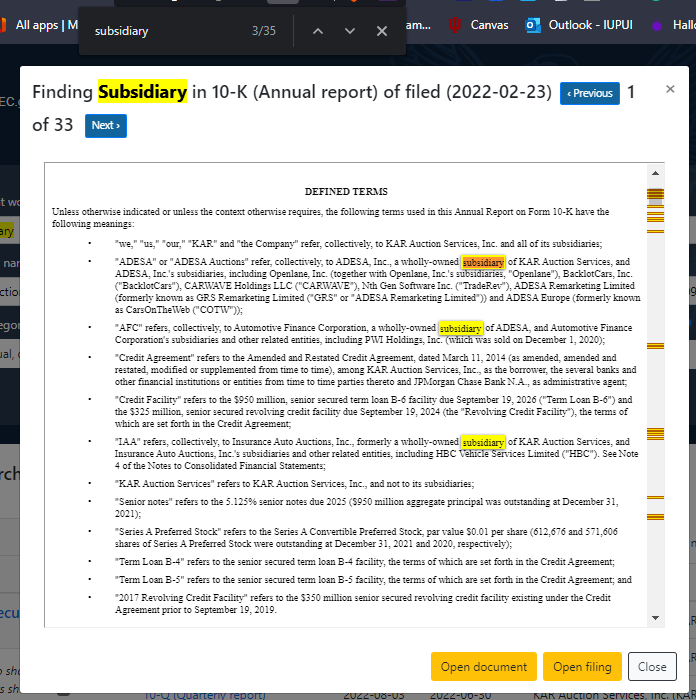 All apps | M
am...
Canvas
Outlook - IUPUI
Hallo
subsidiary
3/35
Finding Subsidiary in 10-K (Annual report) of filed (2022-02-23) ‹ Previous 1
of 33 Next ›
×
EC.g
st wo
ary
nar
ction
egor
ual, c
rch
ecu
o sho
s sh
DEFINED TERMS
Unless otherwise indicated or unless the context otherwise requires, the following terms used in this Annual Report on Form 10-K have the
following meanings:
• "we," "us," "our," "KAR" and "the Company" refer, collectively, to KAR Auction Services, Inc. and all of its subsidiaries;
• "ADESA" or "ADESA Auctions" refer, collectively, to ADESA, Inc., a wholly-owned subsidiary of KAR Auction Services, and
ADESA, Inc.'s subsidiaries, including Openlane, Inc. (together with Openlane, Inc.'s subsidiaries, "Openlane"), BacklotCars, Inc.
("BacklotCars"), CARWAVE Holdings LLC ("CARWAVE"), Nth Gen Software Inc. ("TradeRev"), ADESA Remarketing Limited
(formerly known as GRS Remarketing Limited ("GRS" or "ADESA Remarketing Limited")) and ADESA Europe (formerly known
as CarsOnTheWeb ("COTW"));
• "AFC" refers, collectively, to Automotive Finance Corporation, a wholly-owned subsidiary of ADESA, and Automotive Finance
Corporation's subsidiaries and other related entities, including PWI Holdings, Inc. (which was sold on December 1, 2020);
• "Credit Agreement" refers to the Amended and Restated Credit Agreement, dated March 11, 2014 (as amended, amended and
restated, modified or supplemented from time to time), among KAR Auction Services, Inc., as the borrower, the several banks and
other financial institutions or entities from time to time parties thereto and JPMorgan Chase Bank N.A., as administrative agent;
• "Credit Facility" refers to the $950 million, senior secured term loan B-6 facility due September 19, 2026 ("Term Loan B-6") and
the $325 million, senior secured revolving credit facility due September 19, 2024 (the "Revolving Credit Facility"), the terms of
which are set forth in the Credit Agreement;
• "IAA" refers, collectively, to Insurance Auto Auctions, Inc., formerly a wholly-owned subsidiary of KAR Auction Services, and
Insurance Auto Auctions, Inc.'s subsidiaries and other related entities, including HBC Vehicle Services Limited ("HBC"). See Note
4 of the Notes to Consolidated Financial Statements;
• "KAR Auction Services" refers to KAR Auction Services, Inc., and not to its subsidiaries;
• "Senior notes" refers to the 5.125% senior notes due 2025 ($950 million aggregate principal was outstanding at December 31,
2021);
• "Series A Preferred Stock" refers to the Series A Convertible Preferred Stock, par value $0.01 per share (612,676 and 571,606
shares of Series A Preferred Stock were outstanding at December 31, 2021 and 2020, respectively);
• "Term Loan B-4" refers to the senior secured term loan B-4 facility, the terms of which are set forth in the Credit Agreement;
• "Term Loan B-5" refers to the senior secured term loan B-5 facility, the terms of which are set forth in the Credit Agreement; and
• "2017 Revolving Credit Facility" refers to the $350 million senior secured revolving credit facility existing under the Credit
Agreement prior to September 19, 2019.
Open document
Open filing
Close
10-Q (Quarterly report)
2022-08-03
2022-06-30
KAR Auction Services, Inc. (KAR